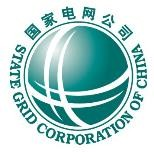 国家电网公司
STATE GRID CORPORATION OF CHINA